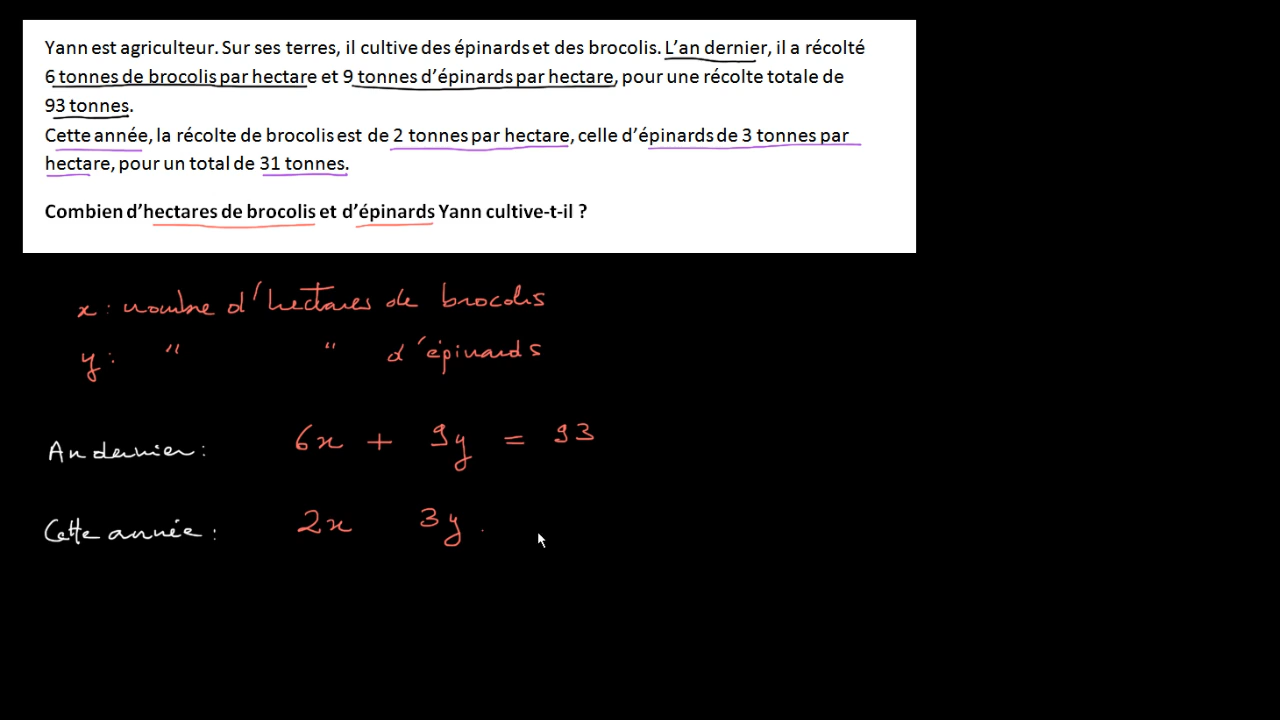 Yann est agriculteur. Sur ses terres, il cultive des épinards et des brocolis. L’an dernier, il a récolté
6 tonnes de brocolis par hectare et 9 tonnes d’épinards par hectare, pour une récolte totale de
93 tonnes.
Cette année, la récolte de brocolis est de 2 tonnes par hectare, celle d’épinards de 3 tonnes par
hectare, pour un total de 31 tonnes.
Combien d’hectares de brocolis et d’épinards Yann cultive-t-il ?
x : nombre d'hectares de brocolis
y : " " d'épinards
An dernier : 6x + 9y = 93
Cette année : 2x 3y